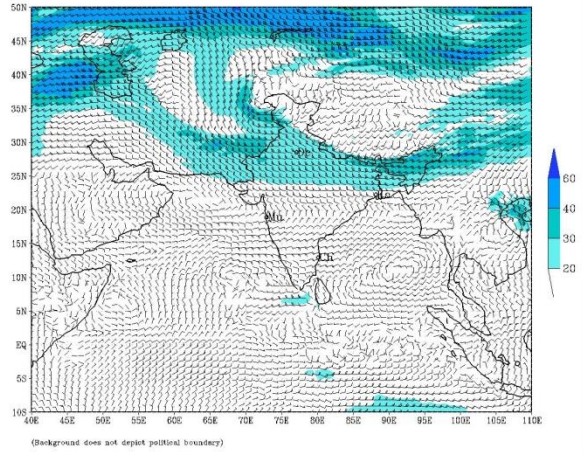 50N
45N
40N
35N
30N
25N
20N
15N
10N
5N
EQ
5S
10S
40E 45E 50E 55E 60E 65E 70E 75E 80E 85E 90E 95E 100E 105E 110E
60
40
30
20
Mu
Ch
(Background does not depict political boundary)